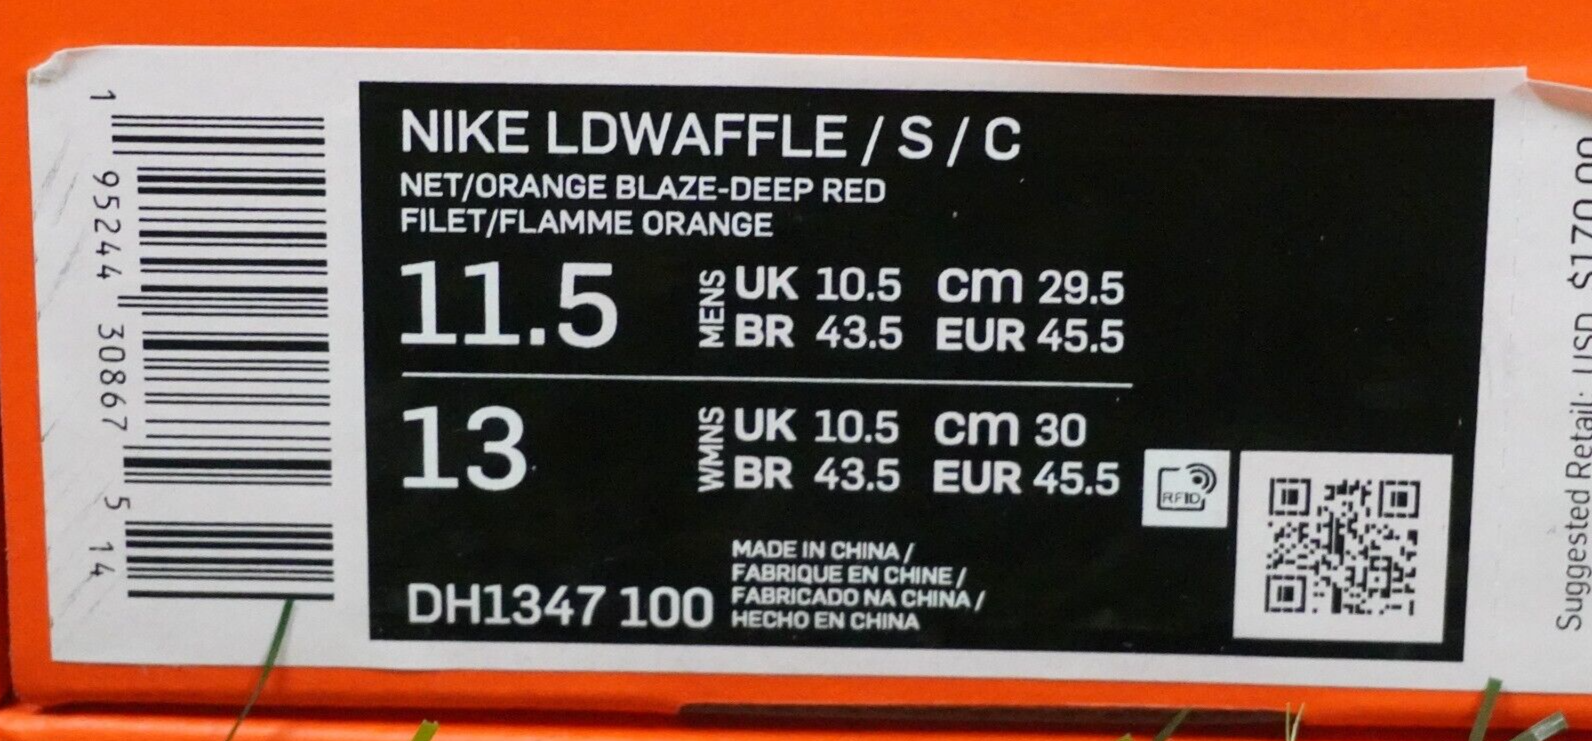 NIKE LDWAFFLE / S / C
NET/ORANGE BLAZE-DEEP RED
FILET/FLAMME ORANGE
11.5 MENS UK 10.5 cm 29.5
BR 43.5 EUR 45.5
13 WMNS UK 10.5 cm 30
BR 43.5 EUR 45.5
RFID
MADE IN CHINA /
FABRIQUE EN CHINE /
FABRICADO NA CHINA /
HECHO EN CHINA
DH1347 100
1 95244 30867 5 14
Suggested Retail: USD $170.00